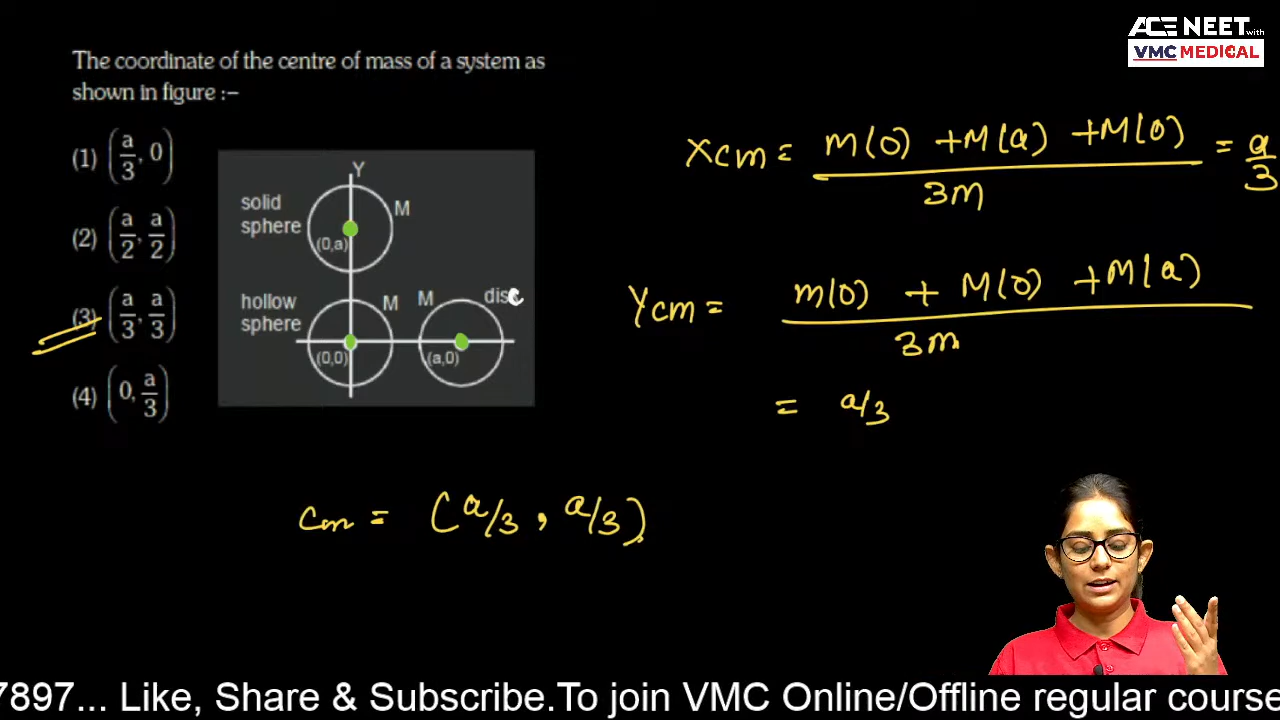 ACE NEET with
VMC MEDICAL
The coordinate of the centre of mass of a system as
shown in figure :–
(1) (a/3, 0)
(2) (a/2, a/2)
(3) (a/3, a/3)
(4) (0, a/3)
Y
solid
sphere
M
(0,a)
hollow
sphere
M
M
disc
(0,0)
(a,0)
Xcm = M(0) + M(a) + M(0) / 3M = a/3
Ycm = M(0) + M(0) + M(a) / 3M
= a/3
Cm = (a/3, a/3)
7897... Like, Share & Subscribe.To join VMC Online/Offline regular course